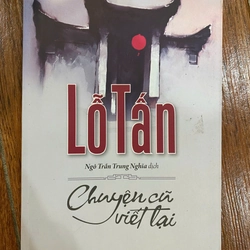 Lỗ Tấn
Ngô Trần Trung Nghĩa dịch
Chuyện cũ
viết lại